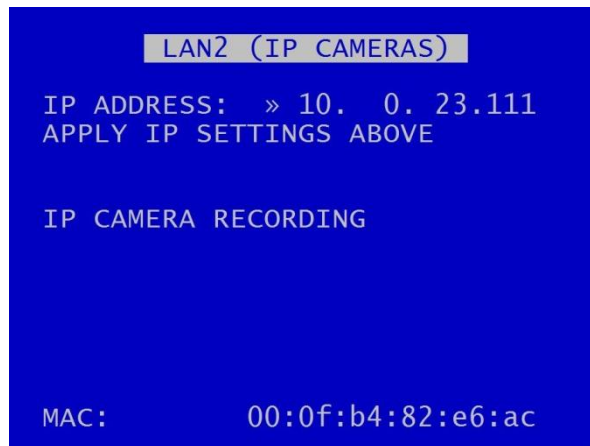 LAN2 (IP CAMERAS)
IP ADDRESS: » 10. 0. 23.111
APPLY IP SETTINGS ABOVE
IP CAMERA RECORDING
MAC: 00:0f:b4:82:e6:ac